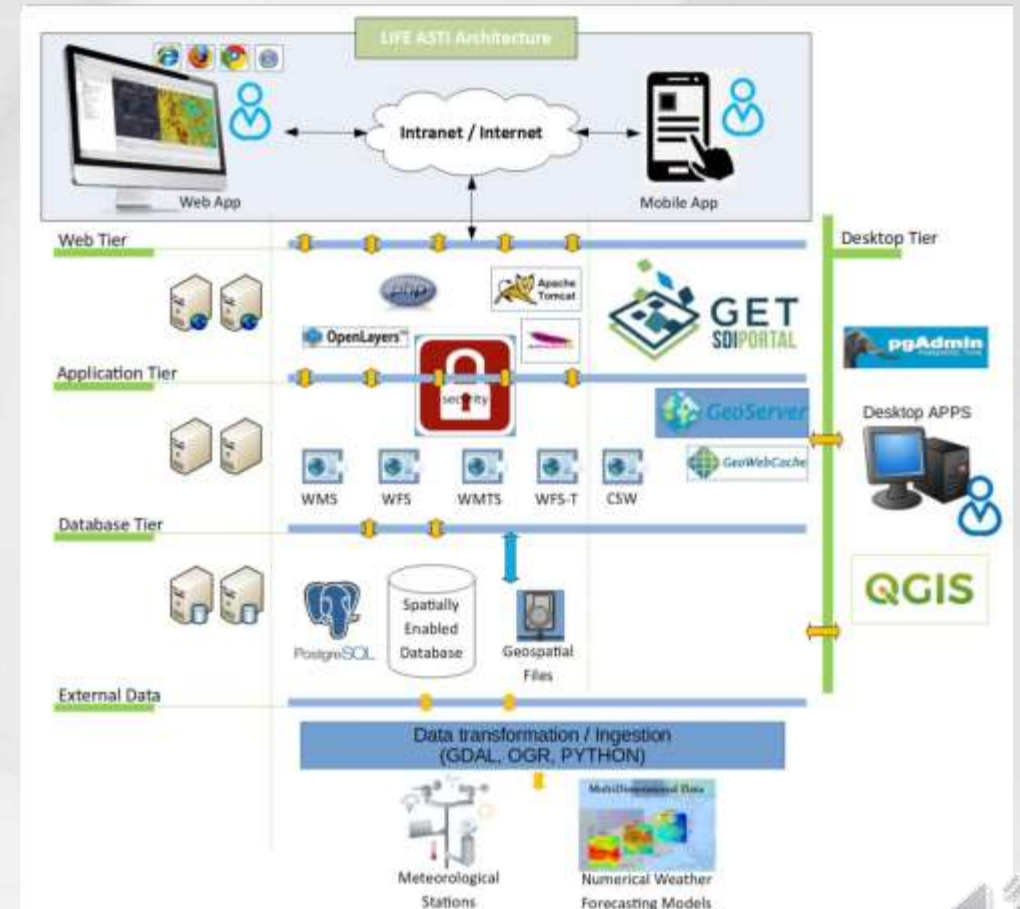 LIFE ASTI Architecture
Intranet / Internet
Web App
Mobile App
Web Tier
Desktop Tier
php
Apache
Tomcat
GET
SDIPORTAL
OpenLayers
pgAdmin
Application Tier
security
GeoServer
Desktop APPS
GeoWebCache
WMS
WFS
WMTS
WFS-T
CSW
Database Tier
QGIS
Spatially
Enabled
Database
PostgreSQL
Geospatial
Files
External Data
Data transformation / Ingestion
(GDAL, OGR, PYTHON)
MultiDimensional Data
Meteorological
Stations
Numerical Weather
Forecasting Models